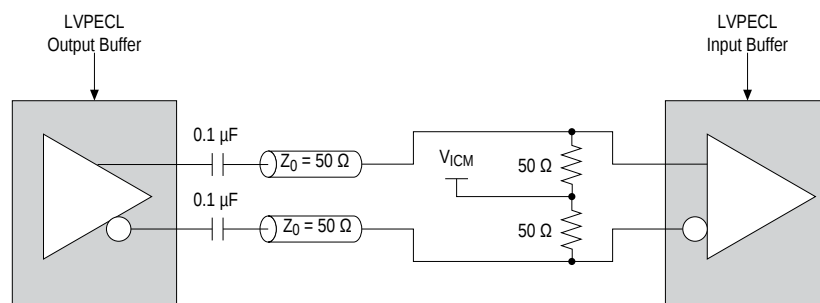 LVPECL
Output Buffer
LVPECL
Input Buffer
0.1 µF
Z0 = 50 Ω
VICM
50 Ω
0.1 µF
Z0 = 50 Ω
50 Ω